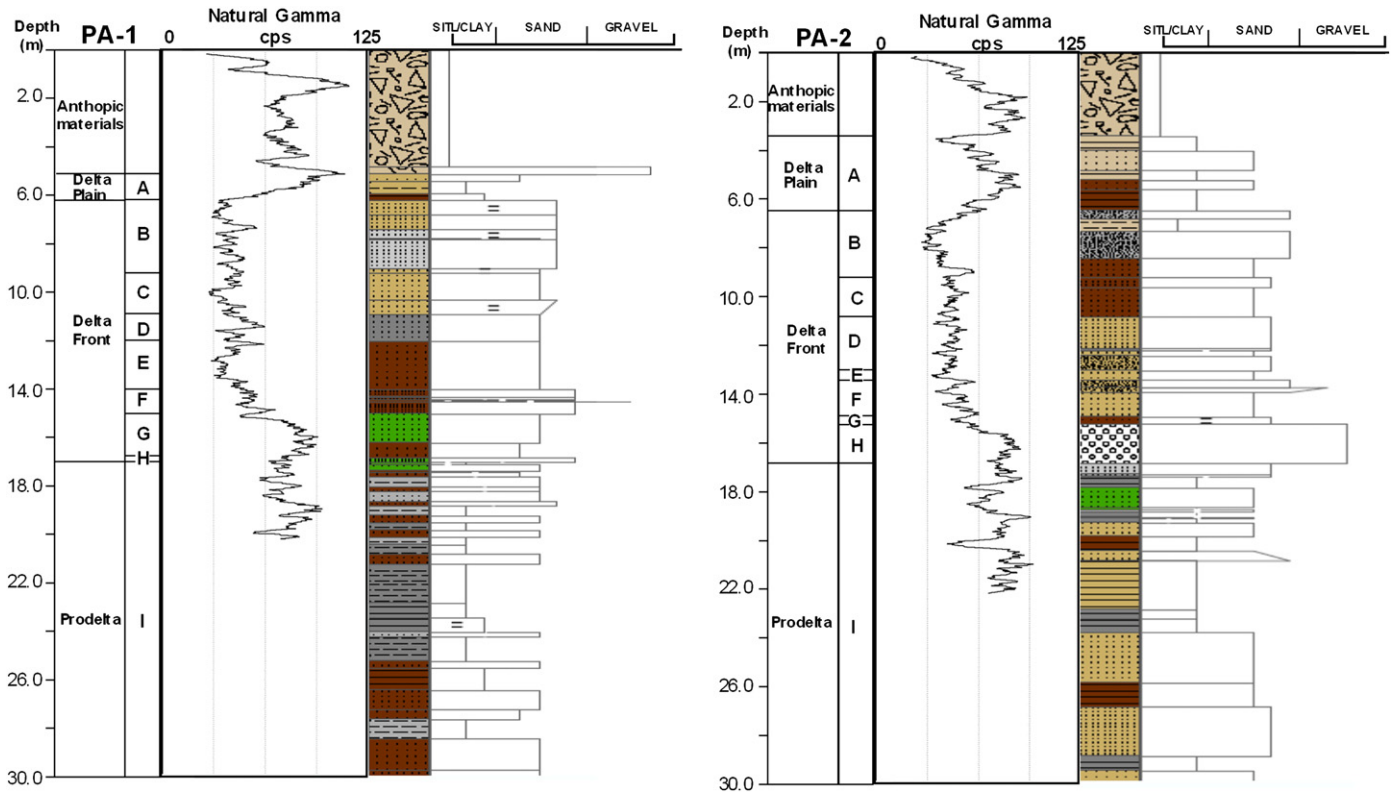 Depth
(m)
PA-1
Natural Gamma
0 cps 125
SITL/CLAY SAND GRAVEL
2.0
Anthopic
materials
Delta
Plain
A
6.0
B
10.0
C
Delta
Front
D
E
14.0
F
G
H
18.0
22.0
Prodelta
I
26.0
30.0
Depth
(m)
PA-2
Natural Gamma
0 cps 125
SITL/CLAY SAND GRAVEL
2.0
Anthopic
materials
Delta
Plain
A
6.0
B
10.0
C
Delta
Front
D
E
14.0
F
G
H
18.0
22.0
Prodelta
I
26.0
30.0